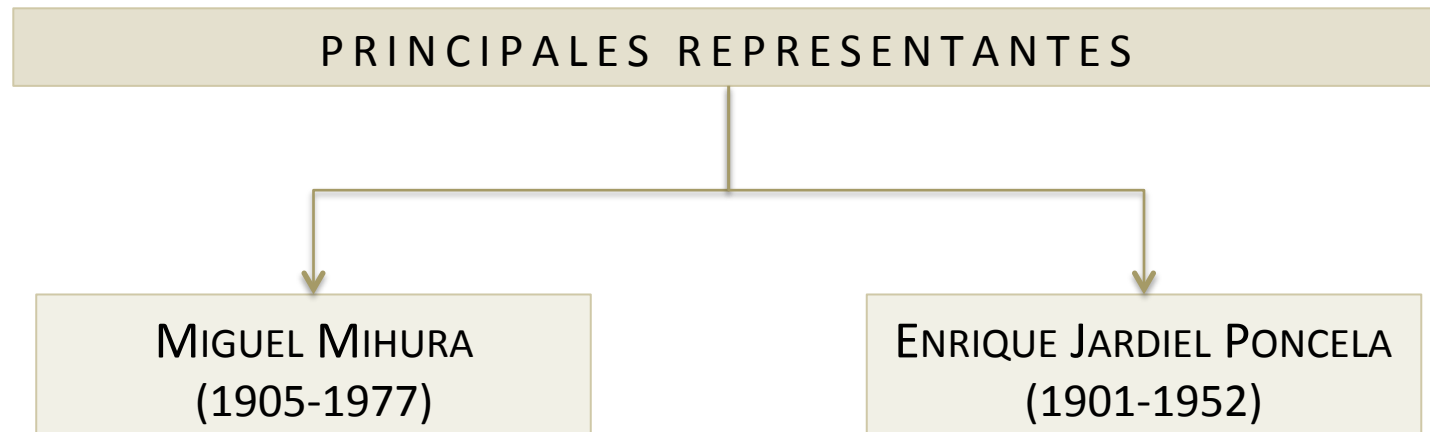 PRINCIPALES REPRESENTANTES
MIGUEL MIHURA
(1905-1977)
ENRIQUE JARDIEL PONCELA
(1901-1952)